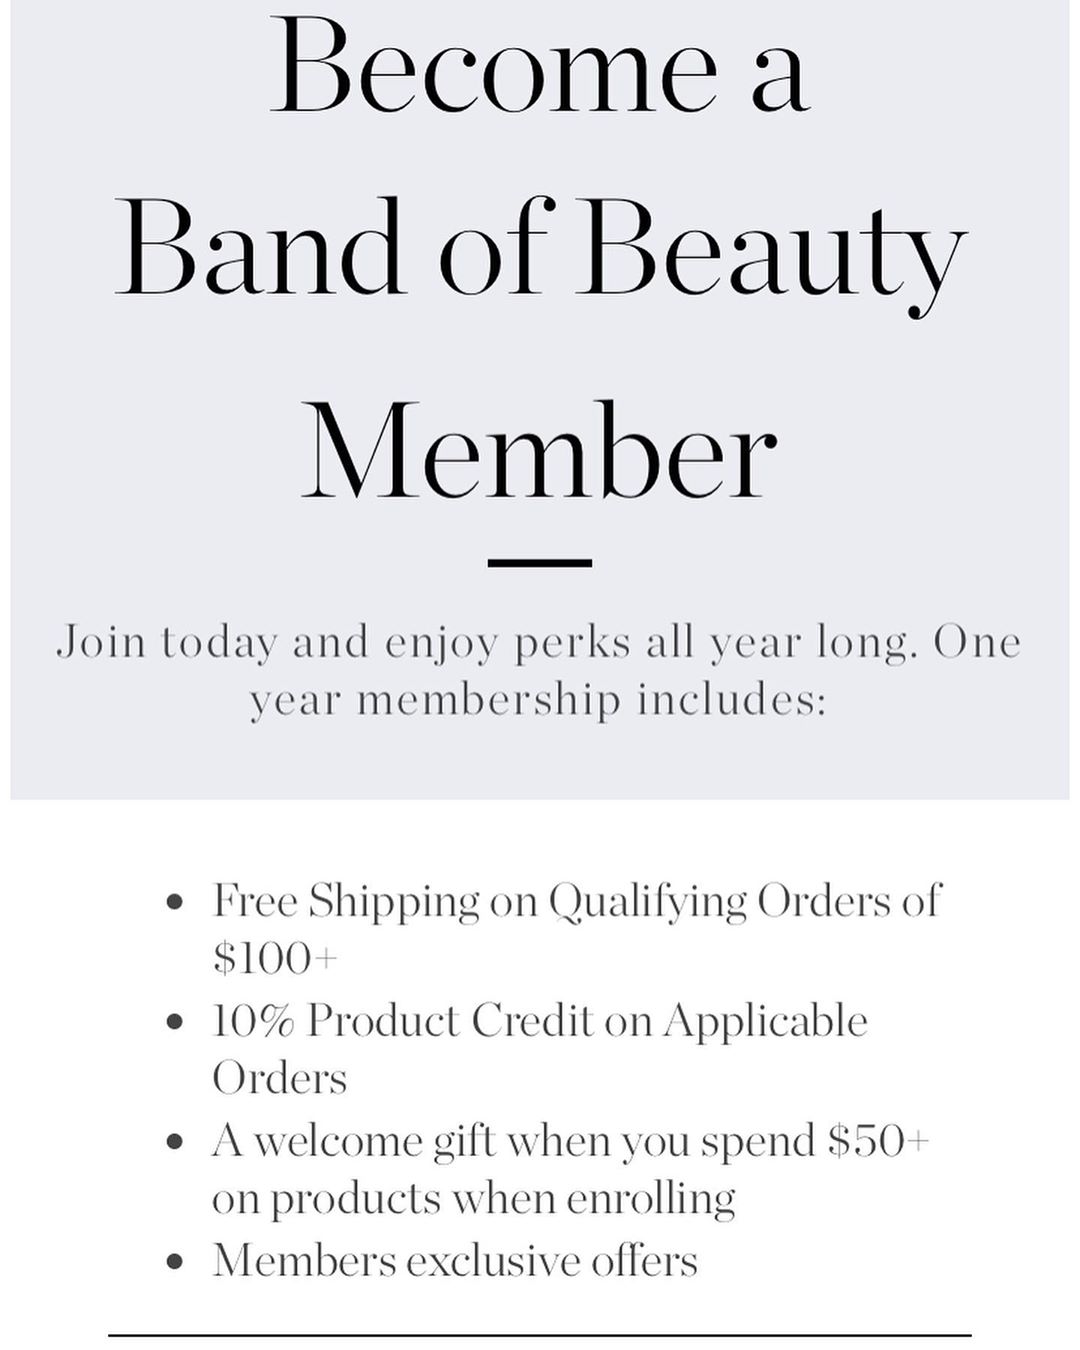 Become a
Band of Beauty
Member
Join today and enjoy perks all year long. One
year membership includes:
• Free Shipping on Qualifying Orders of
$100+
• 10% Product Credit on Applicable
Orders
• A welcome gift when you spend $50+
on products when enrolling
• Members exclusive offers